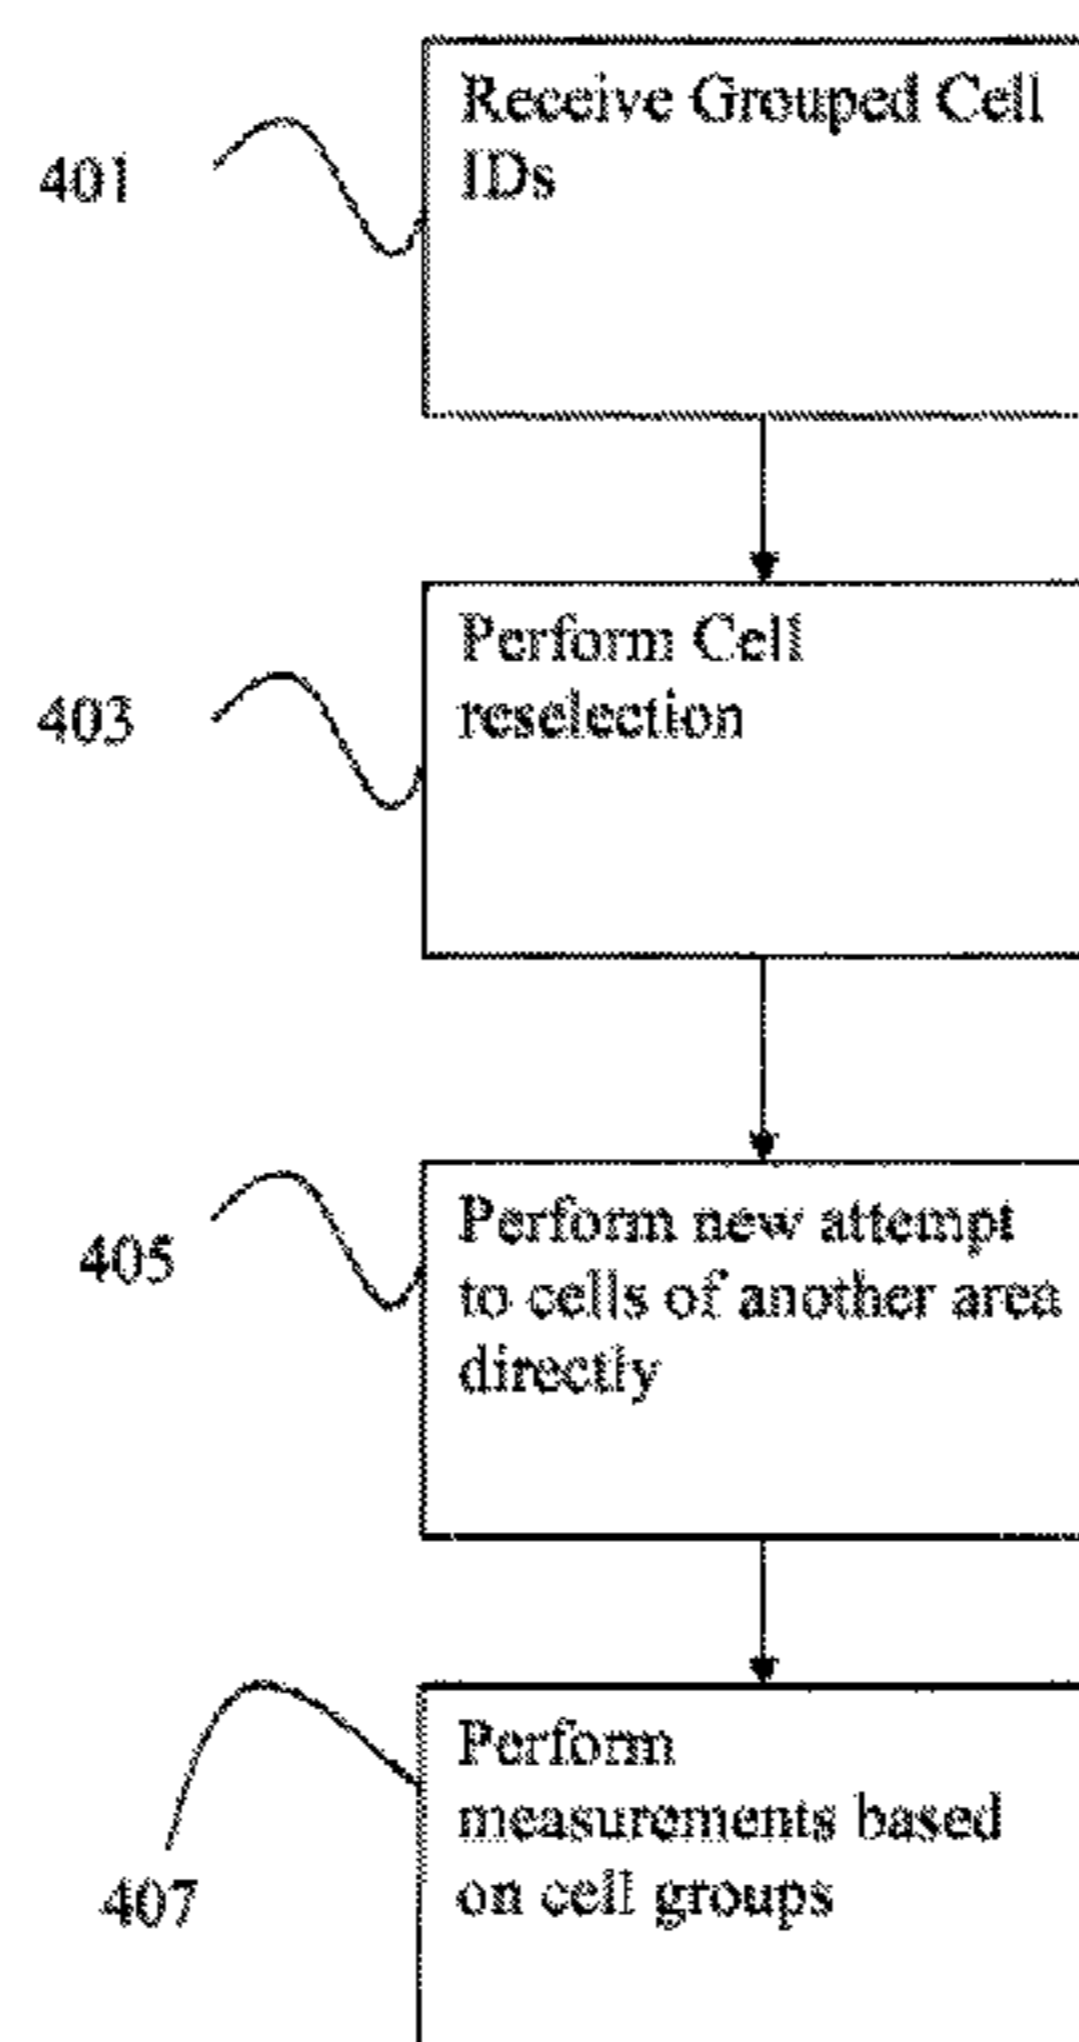 Receive Grouped Cell
IDs
401
Perform Cell
reselection
403
Perform new attempt
to cells of another area
directly
405
Perform
measurements based
on cell groups
407